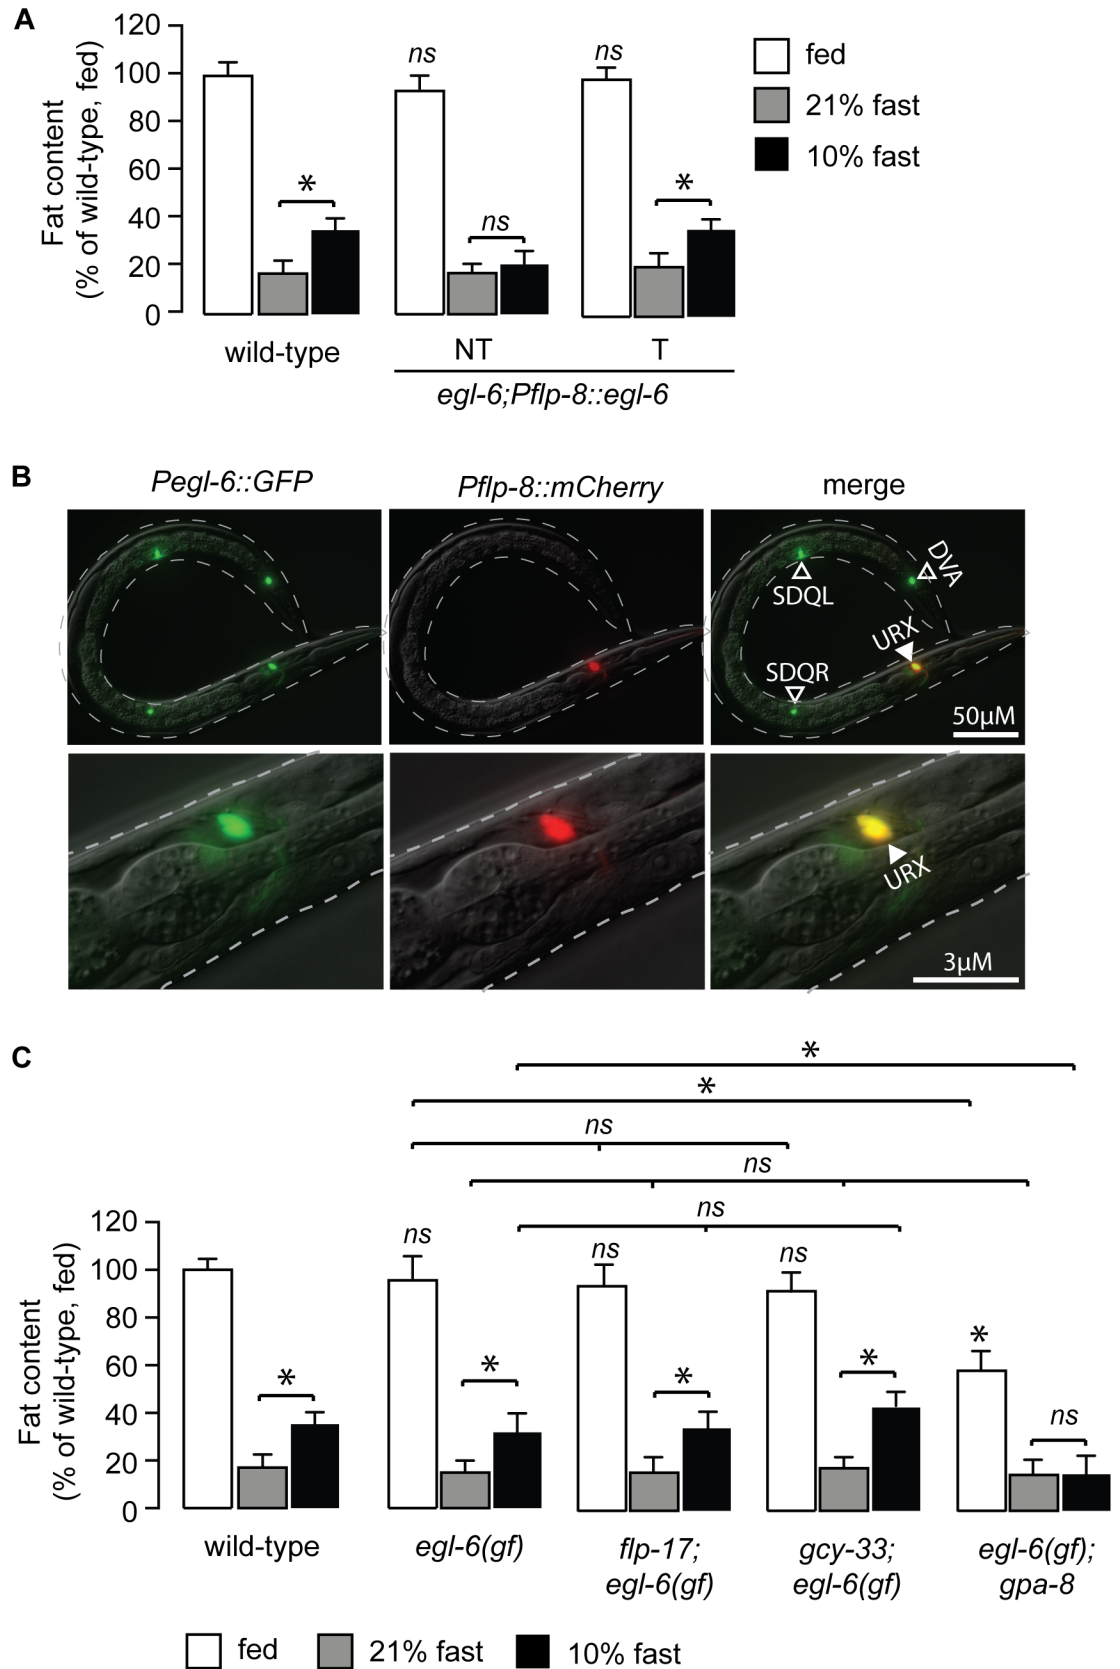 A
120
100
80
60
40
20
0
Fat content
(% of wild-type, fed)
ns
ns
*
ns
*
fed
21% fast
10% fast
wild-type
NT
T
egl-6;Pflp-8::egl-6
B
Pegl-6::GFP
Pflp-8::mCherry
merge
SDQL
DVA
URX
SDQR
50μM
URX
3μM
C
*
*
ns
ns
ns
120
100
80
60
40
20
0
Fat content
(% of wild-type, fed)
ns
ns
ns
*
*
*
*
*
ns
wild-type
egl-6(gf)
flp-17;
egl-6(gf)
gcy-33;
egl-6(gf)
egl-6(gf);
gpa-8
fed
21% fast
10% fast